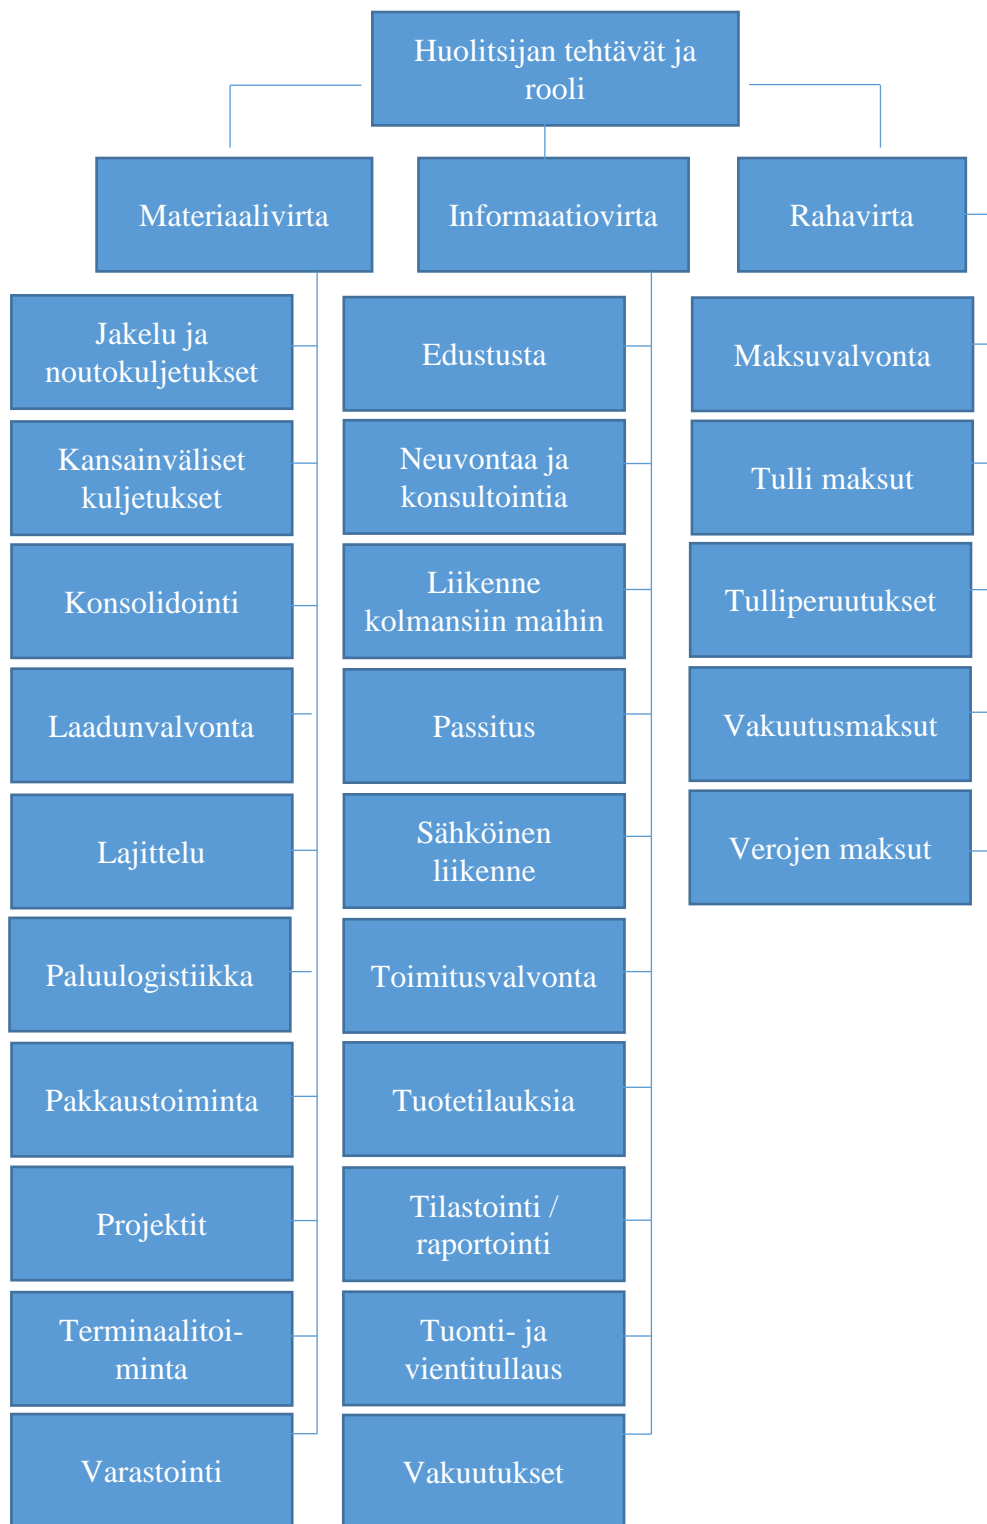 Huolitsijan tehtävät ja
rooli
Materiaalivirta
Informaatiovirta
Rahavirta
Jakelu ja
noutokuljetukset
Kansainväliset
kuljetukset
Konsolidointi
Laadunvalvonta
Lajittelu
Paluulogistiikka
Pakkaustoiminta
Projektit
Terminaalitoi-
minta
Varastointi
Edustusta
Neuvontaa ja
konsultointia
Liikenne
kolmansiin maihin
Passitus
Sähköinen
liikenne
Toimitusvalvonta
Tuotetilauksia
Tilastointi /
raportointi
Tuonti- ja
vientitullaus
Vakuutukset
Maksuvalvonta
Tulli maksut
Tulliperuutukset
Vakuutusmaksut
Verojen maksut